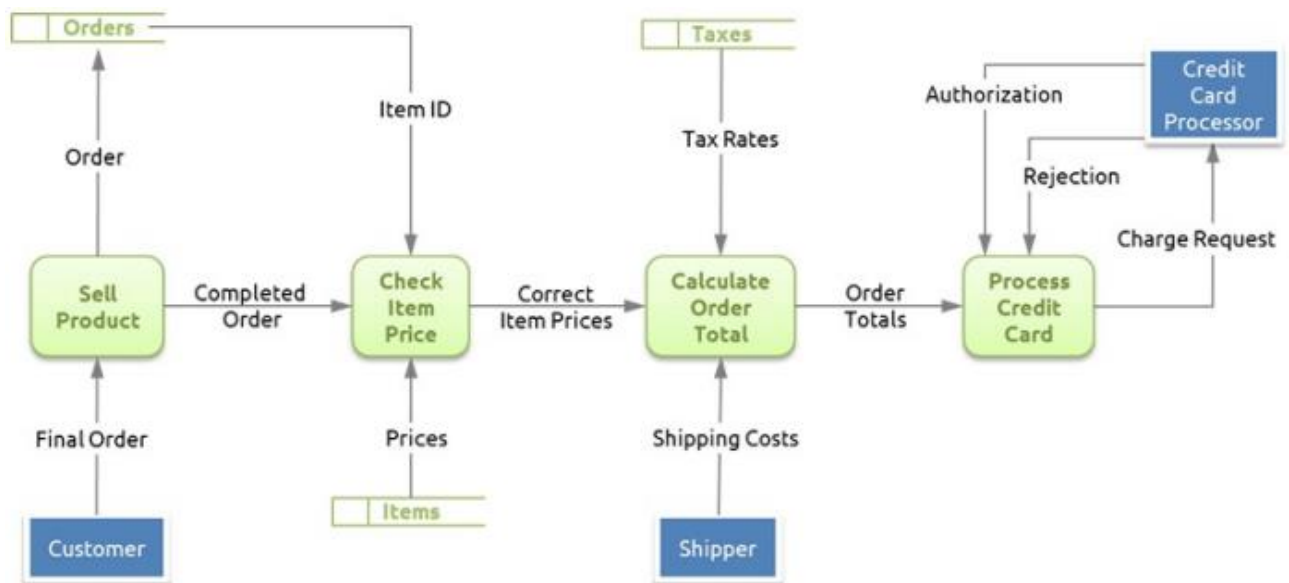 Orders
Taxes
Credit
Card
Processor
Authorization
Item ID
Tax Rates
Order
Rejection
Charge Request
Sell
Product
Completed
Order
Check
Item
Price
Correct
Item Prices
Calculate
Order
Total
Order
Totals
Process
Credit
Card
Final Order
Prices
Shipping Costs
Items
Customer
Shipper